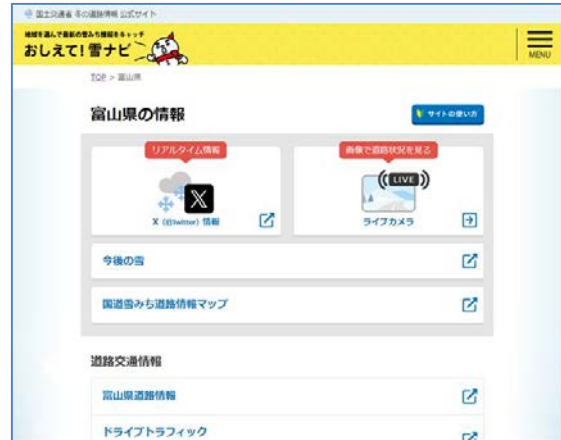 国土交通省 冬の道路情報 公式サイト
地域を選んで最新の雪みち情報をキャッチ
おしえて!雪ナビ
MENU
TOP > 富山県
富山県の情報
サイトの使い方
リアルタイム情報
画像で道路状況を見る
LIVE
X (旧twitter) 情報
ライブカメラ
今後の雪
国道雪みち道路情報マップ
道路交通情報
富山県道路情報
ドライブトラフィック